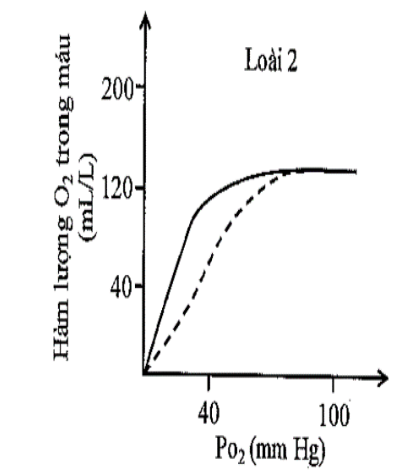 Loài 2
Hàm lượng O₂ trong máu
(mL/L)
200
120
40
40
100
Po₂ (mm Hg)